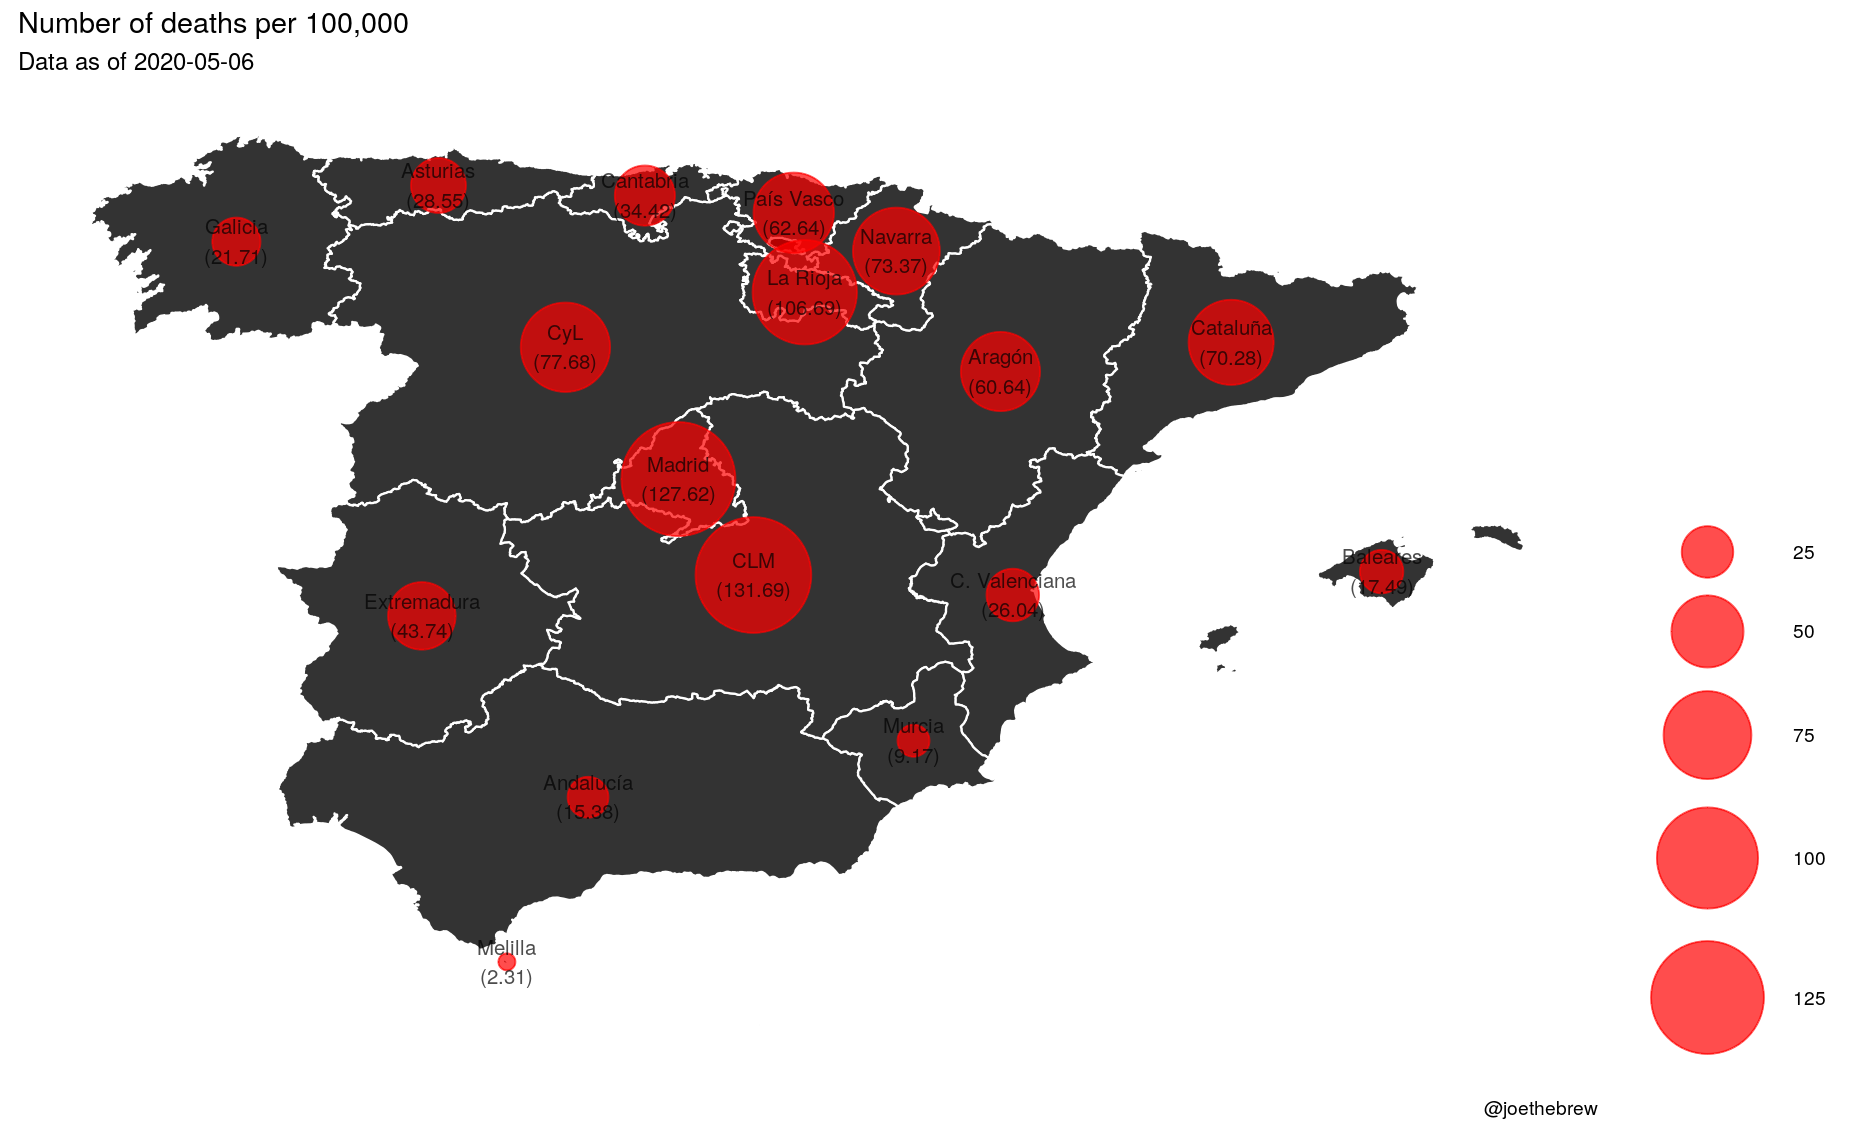 Number of deaths per 100,000
Data as of 2020-05-06
Asturias
(28.55)
Cantabria
(34.42)
País Vasco
(62.64)
Galicia
(21.71)
Navarra
(73.37)
La Rioja
(106.69)
CyL
(77.68)
Aragón
(60.64)
Cataluña
(70.28)
Madrid
(127.62)
CLM
(131.69)
C. Valenciana
(26.04)
Baleares
(17.49)
Extremadura
(43.74)
Murcia
(9.17)
Andalucía
(15.38)
Melilla
(2.31)
25
50
75
100
125
@joethebrew